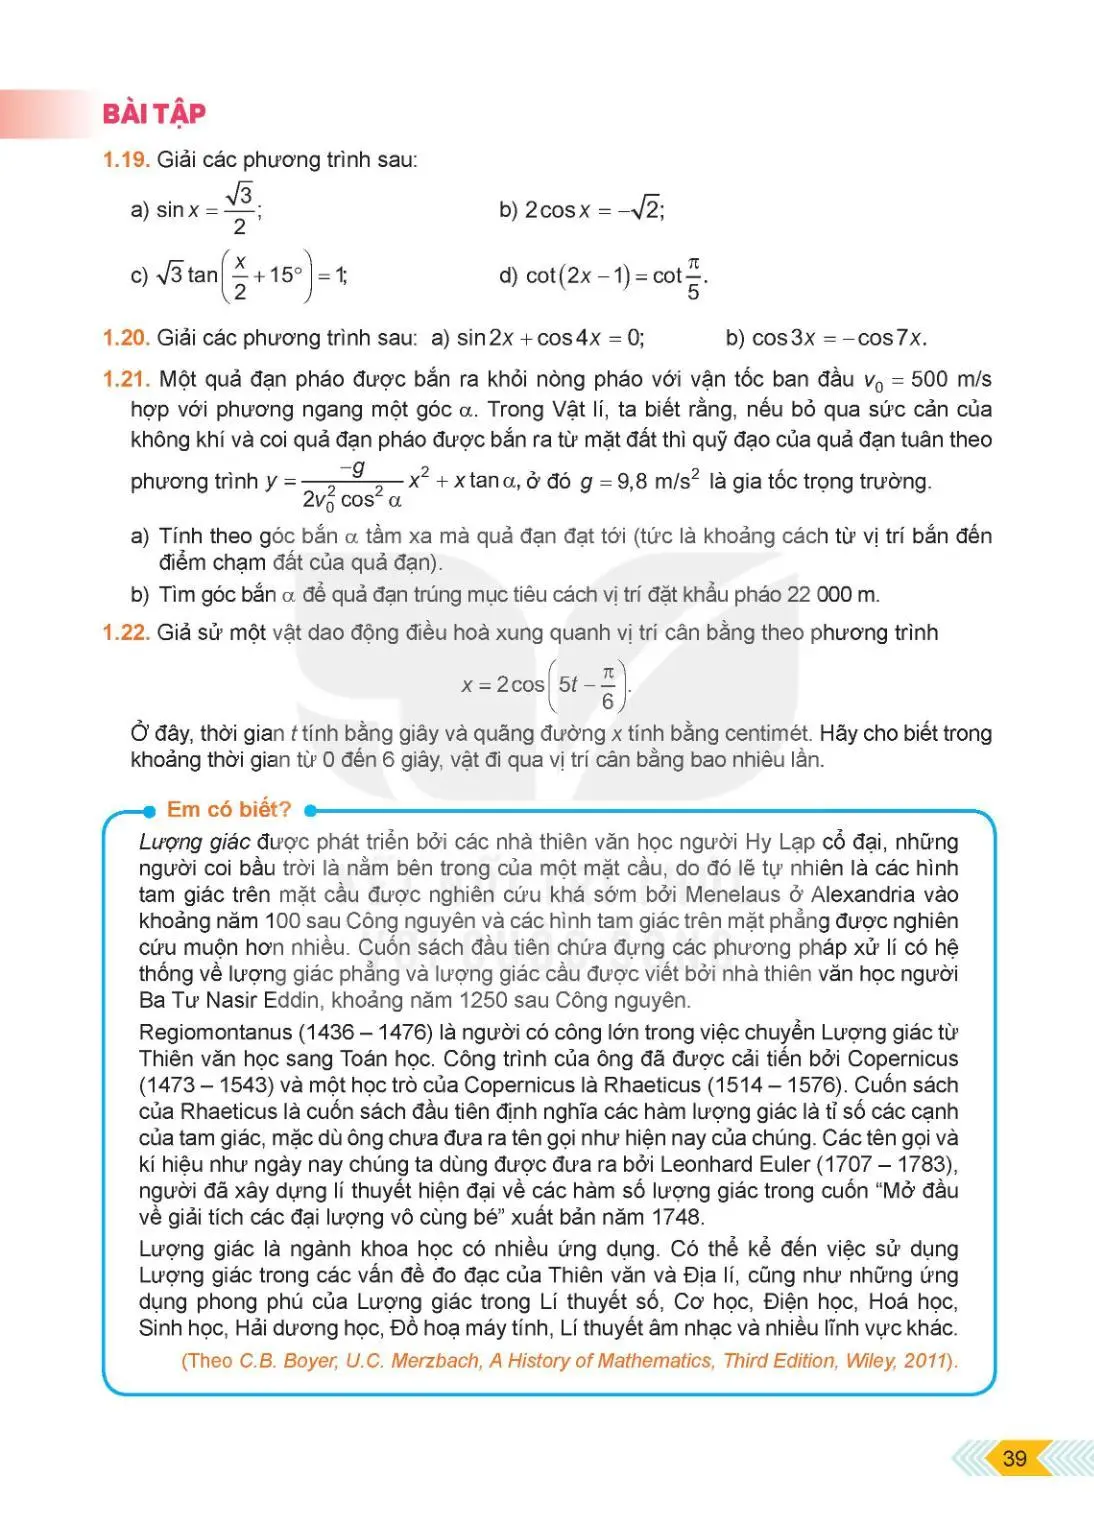 BÀI TẬP
1.19. Giải các phương trình sau:
a) sin x = √3/2; b) 2cos x = −√2;
c) √3 tan(x/2 + 15°) = 1; d) cot(2x − 1) = cot π/5.
1.20. Giải các phương trình sau: a) sin2x + cos4x = 0; b) cos3x = −cos7x.
1.21. Một quả đạn pháo được bắn ra khỏi nòng pháo với vận tốc ban đầu v₀ = 500 m/s
hợp với phương ngang một góc α. Trong Vật lí, ta biết rằng, nếu bỏ qua sức cản của
không khí và coi quả đạn pháo được bắn ra từ mặt đất thì quỹ đạo của quả đạn tuân theo
phương trình y = −g/(2v₀² cos² α) x² + x tan α, ở đó g = 9,8 m/s² là gia tốc trọng trường.
a) Tính theo góc bắn α tầm xa mà quả đạn đạt tới (tức là khoảng cách từ vị trí bắn đến
điểm chạm đất của quả đạn).
b) Tìm góc bắn α để quả đạn trúng mục tiêu cách vị trí đặt khẩu pháo 22 000 m.
1.22. Giả sử một vật dao động điều hoà xung quanh vị trí cân bằng theo phương trình
x = 2cos(5t − π/6).
Ở đây, thời gian t tính bằng giây và quãng đường x tính bằng centimét. Hãy cho biết trong
khoảng thời gian từ 0 đến 6 giây, vật đi qua vị trí cân bằng bao nhiêu lần.
Em có biết?
Lượng giác được phát triển bởi các nhà thiên văn học người Hy Lạp cổ đại, những
người coi bầu trời là nằm bên trong của một mặt cầu, do đó lẽ tự nhiên là các hình
tam giác trên mặt cầu được nghiên cứu khá sớm bởi Menelaus ở Alexandria vào
khoảng năm 100 sau Công nguyên và các hình tam giác trên mặt phẳng được nghiên
cứu muộn hơn nhiều. Cuốn sách đầu tiên chứa đựng các phương pháp xử lí có hệ
thống về lượng giác phẳng và lượng giác cầu được viết bởi nhà thiên văn học người
Ba Tư Nasir Eddin, khoảng năm 1250 sau Công nguyên.
Regiomontanus (1436 – 1476) là người có công lớn trong việc chuyển Lượng giác từ
Thiên văn học sang Toán học. Công trình của ông đã được cải tiến bởi Copernicus
(1473 – 1543) và một học trò của Copernicus là Rhaeticus (1514 – 1576). Cuốn sách
của Rhaeticus là cuốn sách đầu tiên định nghĩa các hàm lượng giác là tỉ số các cạnh
của tam giác, mặc dù ông chưa đưa ra tên gọi như hiện nay của chúng. Các tên gọi và
kí hiệu như ngày nay chúng ta dùng được đưa ra bởi Leonhard Euler (1707 – 1783),
người đã xây dựng lí thuyết hiện đại về các hàm số lượng giác trong cuốn “Mở đầu
về giải tích các đại lượng vô cùng bé” xuất bản năm 1748.
Lượng giác là ngành khoa học có nhiều ứng dụng. Có thể kể đến việc sử dụng
Lượng giác trong các vấn đề đo đạc của Thiên văn và Địa lí, cũng như những ứng
dụng phong phú của Lượng giác trong Lí thuyết số, Cơ học, Điện học, Hoá học,
Sinh học, Hải dương học, Đồ hoạ máy tính, Lí thuyết âm nhạc và nhiều lĩnh vực khác.
(Theo C.B. Boyer, U.C. Merzbach, A History of Mathematics, Third Edition, Wiley, 2011).
39